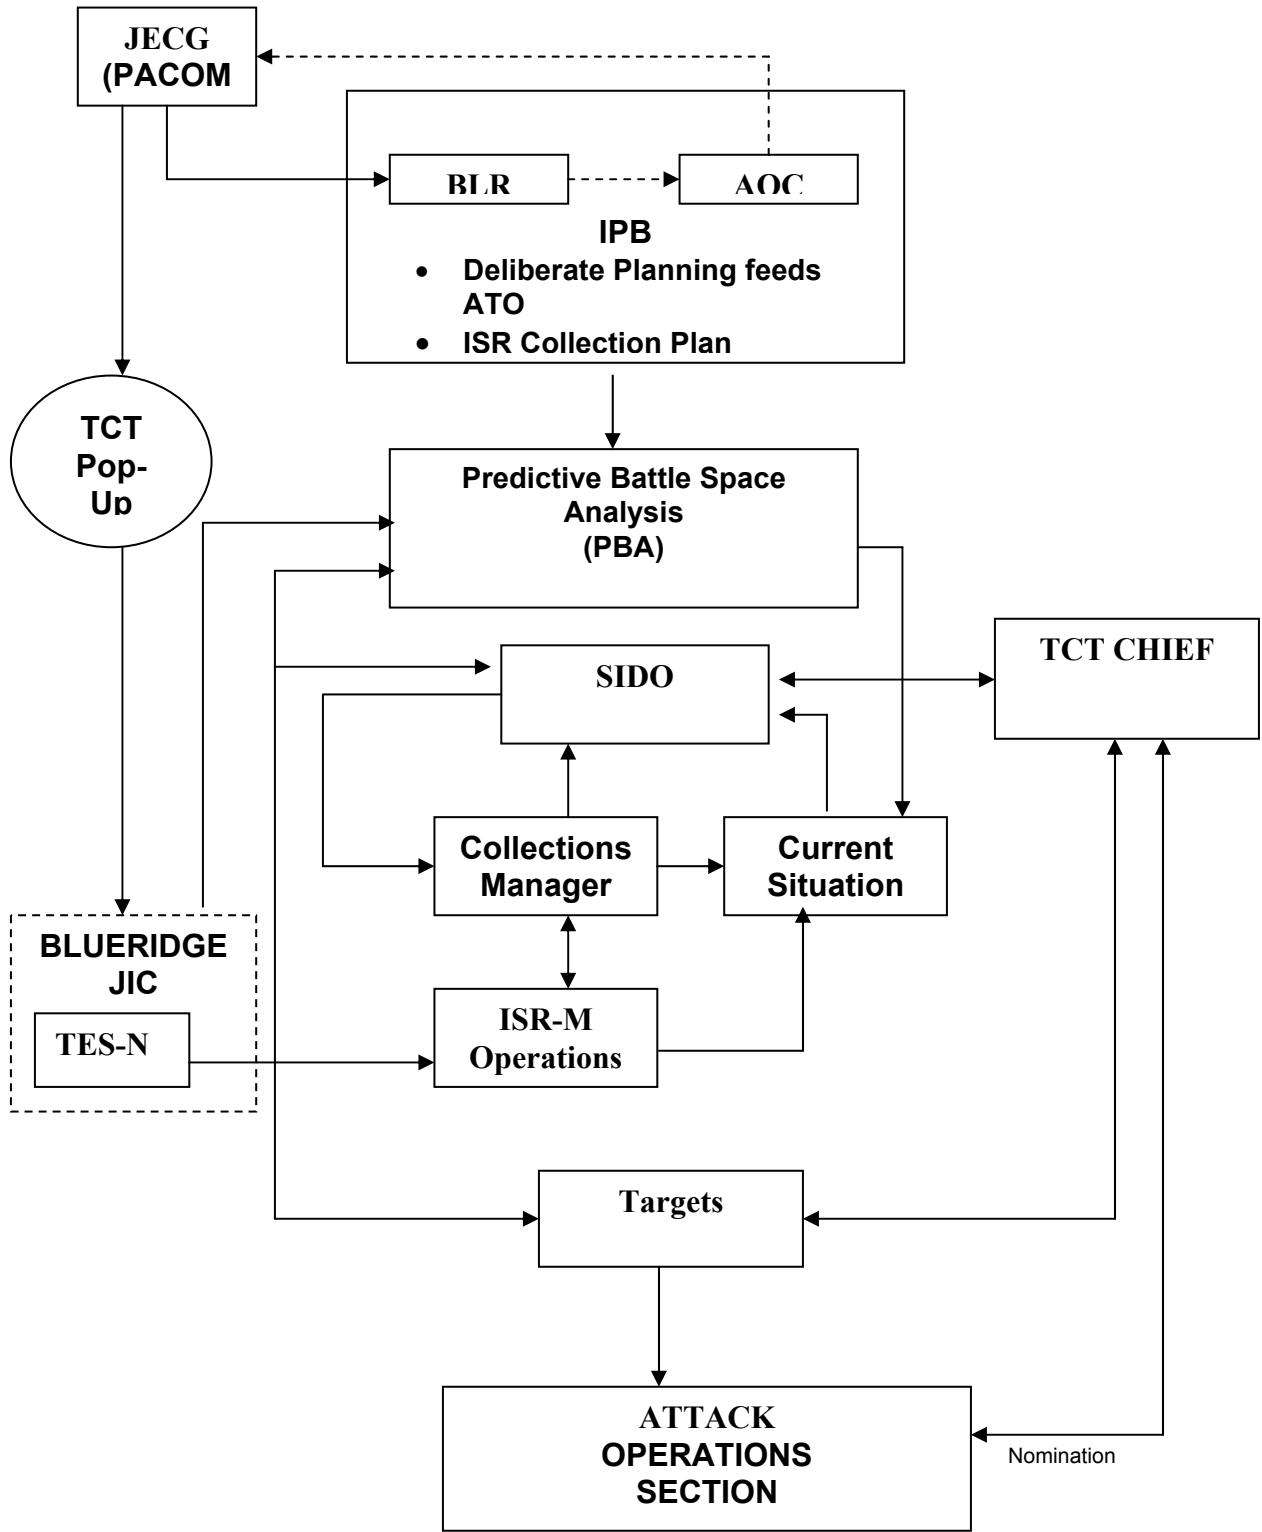 JECG
(PACOM
BLR
AOC
IPB
• Deliberate Planning feeds
ATO
• ISR Collection Plan
TCT
Pop-
Up
Predictive Battle Space
Analysis
(PBA)
TCT CHIEF
SIDO
Collections
Manager
Current
Situation
BLUERIDGE
JIC
TES-N
ISR-M
Operations
Targets
ATTACK
OPERATIONS
SECTION
Nomination